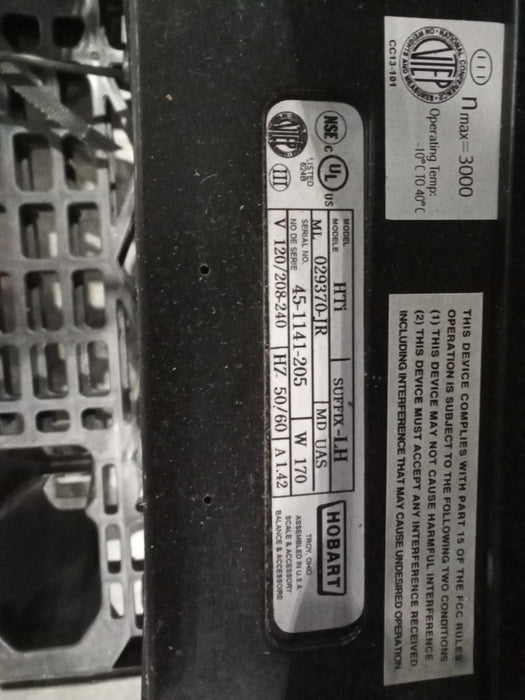 NATIONAL CONFERENCE
ON WEIGHTS AND MEASURES
NTEP
CC13-101
III
n max=3000
Operating Temp:
-10°C TO 40°C
THIS DEVICE COMPLIES WITH PART 15 OF THE FCC RULES
OPERATION IS SUBJECT TO THE FOLLOWING TWO CONDITIONS:
(1) THIS DEVICE MAY NOT CAUSE HARMFUL INTERFERENCE
(2) THIS DEVICE MUST ACCEPT ANY INTERFERENCE RECEIVED
INCLUDING INTERFERENCE THAT MAY CAUSE UNDESIRED OPERATION.
NSF
C UL US
LISTED
624B
NTEP
III
MODEL
MODELE HTi SUFFIX -LH
ML 029370-JR MD UAS
SERIAL NO.
NO DE SERIE 45-1141-205 W 170
V 120/208-240 HZ 50/60 A 1.42
HOBART
TROY, OHIO
ASSEMBLED IN U.S.A
SCALE & ACCESSORY
BALANCE & ACCESSOIRE